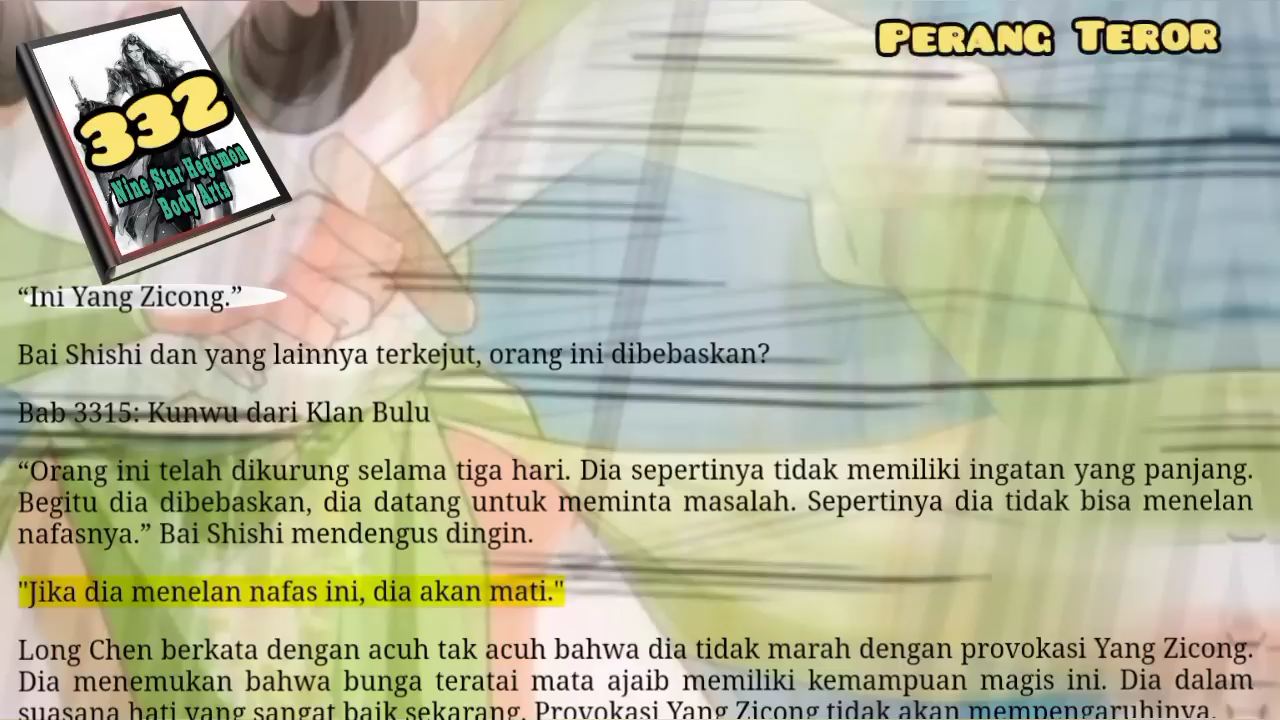 PERANG TEROR
332
Nine Star Hegemon
Body Arts
“Ini Yang Zicong.”
Bai Shishi dan yang lainnya terkejut, orang ini dibebaskan?
Bab 3315: Kunwu dari Klan Bulu
“Orang ini telah dikurung selama tiga hari. Dia sepertinya tidak memiliki ingatan yang panjang.
Begitu dia dibebaskan, dia datang untuk meminta masalah. Sepertinya dia tidak bisa menelan
nafasnya.” Bai Shishi mendengus dingin.
"Jika dia menelan nafas ini, dia akan mati."
Long Chen berkata dengan acuh tak acuh bahwa dia tidak marah dengan provokasi Yang Zicong.
Dia menemukan bahwa bunga teratai mata ajaib memiliki kemampuan magis ini. Dia dalam
suasana hati yang sangat baik sekarang. Provokasi Yang Zicong tidak akan mempengaruhinya.